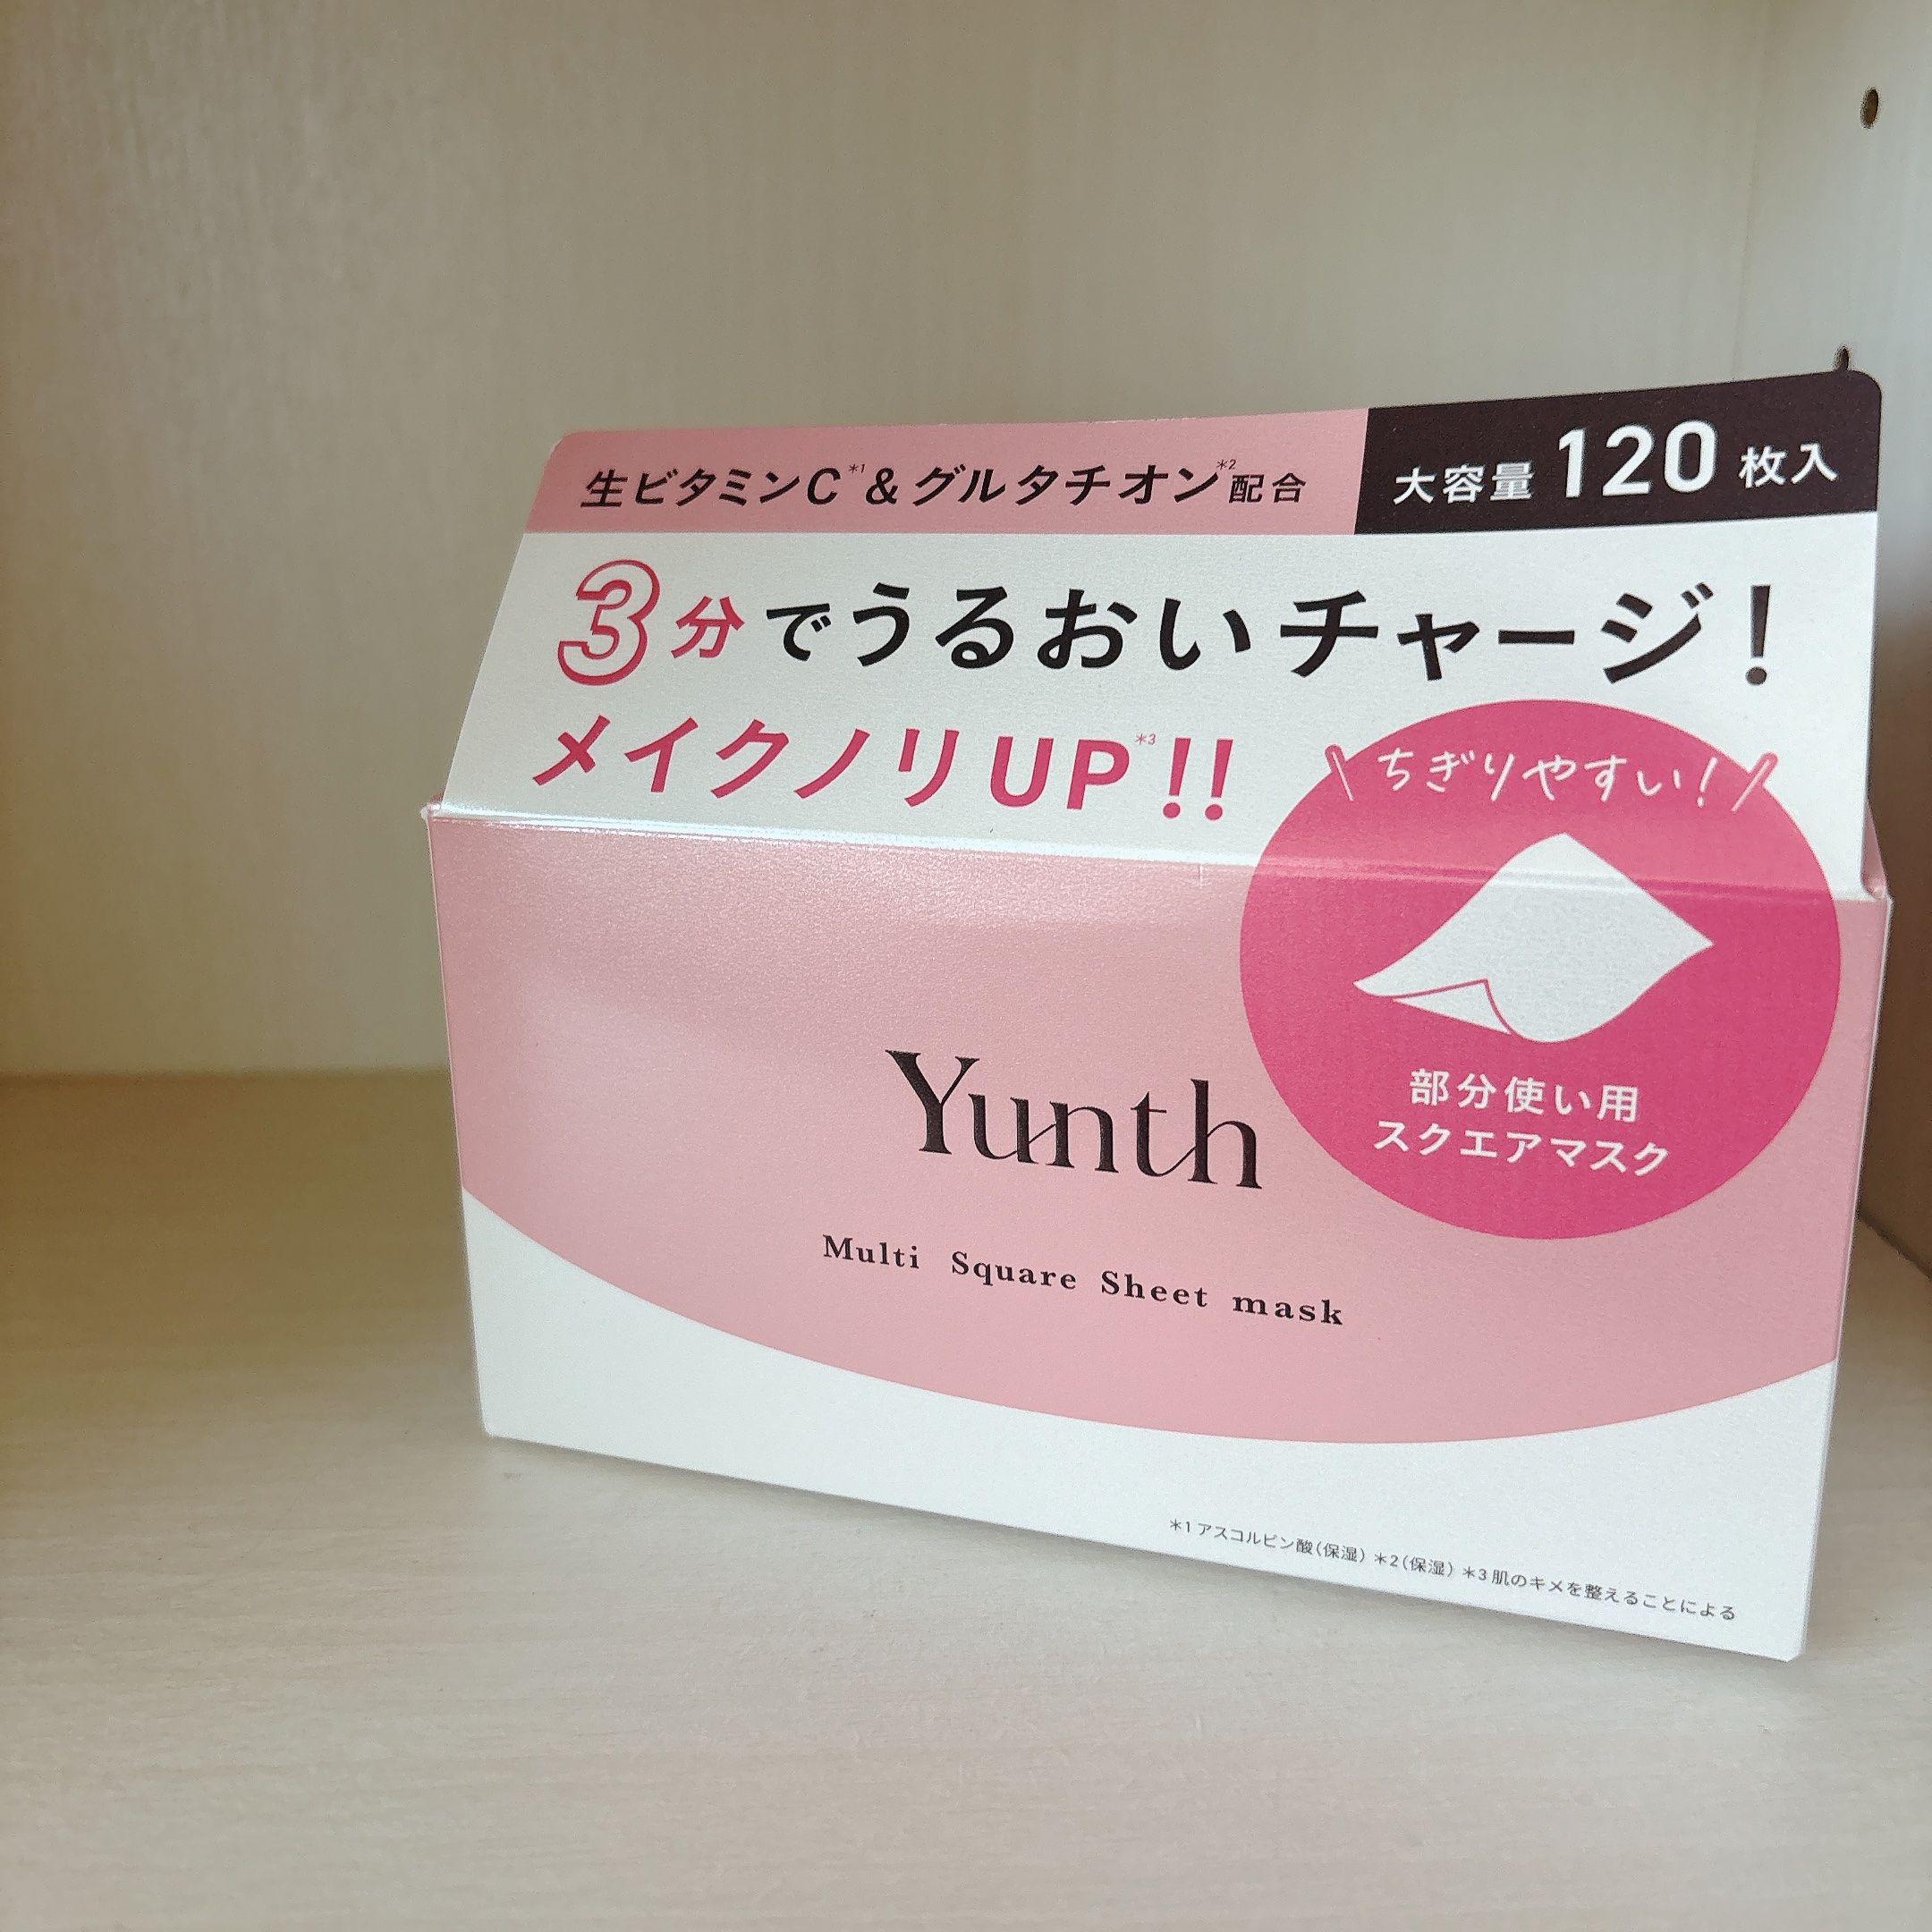 生ビタミンC*1&グルタチオン*2配合
大容量 120 枚入
3分でうるおいチャージ!
メイクノリUP*3!!
\ちぎりやすい!/
部分使い用
スクエアマスク
Yunth
Multi Square Sheet mask
*1 アスコルビン酸(保湿) *2(保湿) *3 肌のキメを整えることによる